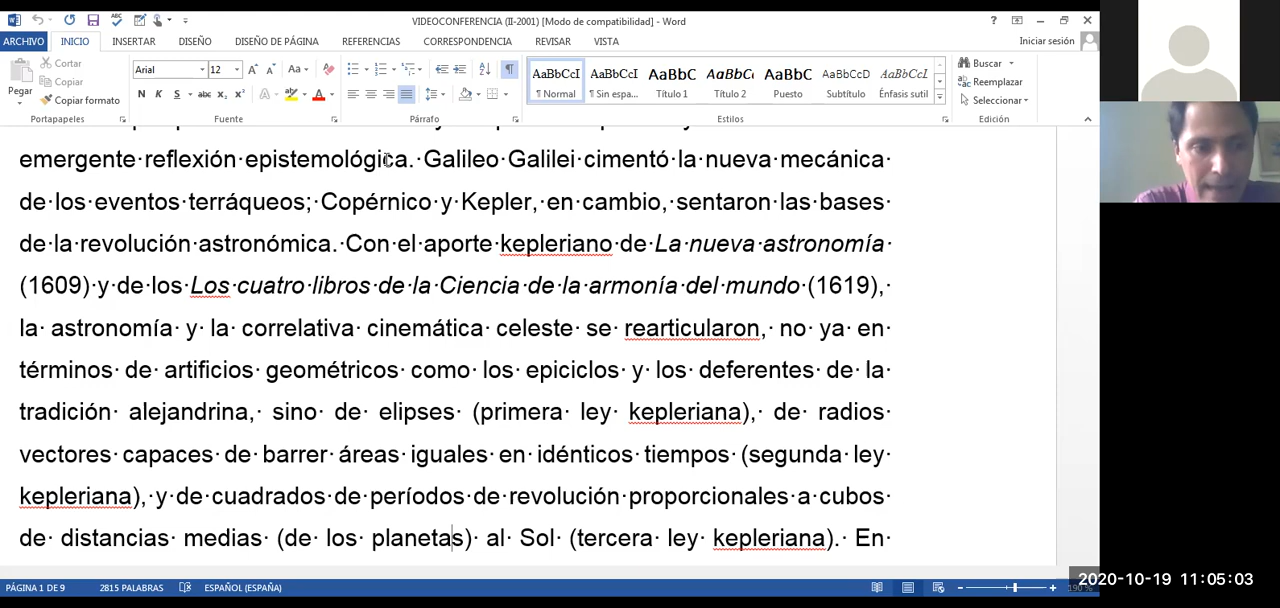 VIDEOCONFERENCIA (II-2001) [Modo de compatibilidad] - Word
ARCHIVO INICIO INSERTAR DISEÑO DISEÑO DE PÁGINA REFERENCIAS CORRESPONDENCIA REVISAR VISTA Iniciar sesión
Pegar
Cortar
Copiar
Copiar formato
Portapapeles
Arial 12
Fuente
Párrafo
AaBbCcI AaBbCcI AaBbC AaBbC AaBbC AaBbCcD AaBbCcI
¶ Normal ¶ Sin espa... Título 1 Título 2 Puesto Subtítulo Énfasis sutil
Estilos
Buscar
Reemplazar
Seleccionar
Edición
emergente reflexión epistemológica. Galileo Galilei cimentó la nueva mecánica
de los eventos terráqueos; Copérnico y Kepler, en cambio, sentaron las bases
de la revolución astronómica. Con el aporte kepleriano de La nueva astronomía
(1609) y de los Los cuatro libros de la Ciencia de la armonía del mundo (1619),
la astronomía y la correlativa cinemática celeste se rearticularon, no ya en
términos de artificios geométricos como los epiciclos y los deferentes de la
tradición alejandrina, sino de elipses (primera ley kepleriana), de radios
vectores capaces de barrer áreas iguales en idénticos tiempos (segunda ley
kepleriana), y de cuadrados de períodos de revolución proporcionales a cubos
de distancias medias (de los planetas) al Sol (tercera ley kepleriana). En
PÁGINA 1 DE 9 2815 PALABRAS ESPAÑOL (ESPAÑA) 190 %
2020-10-19 11:05:03